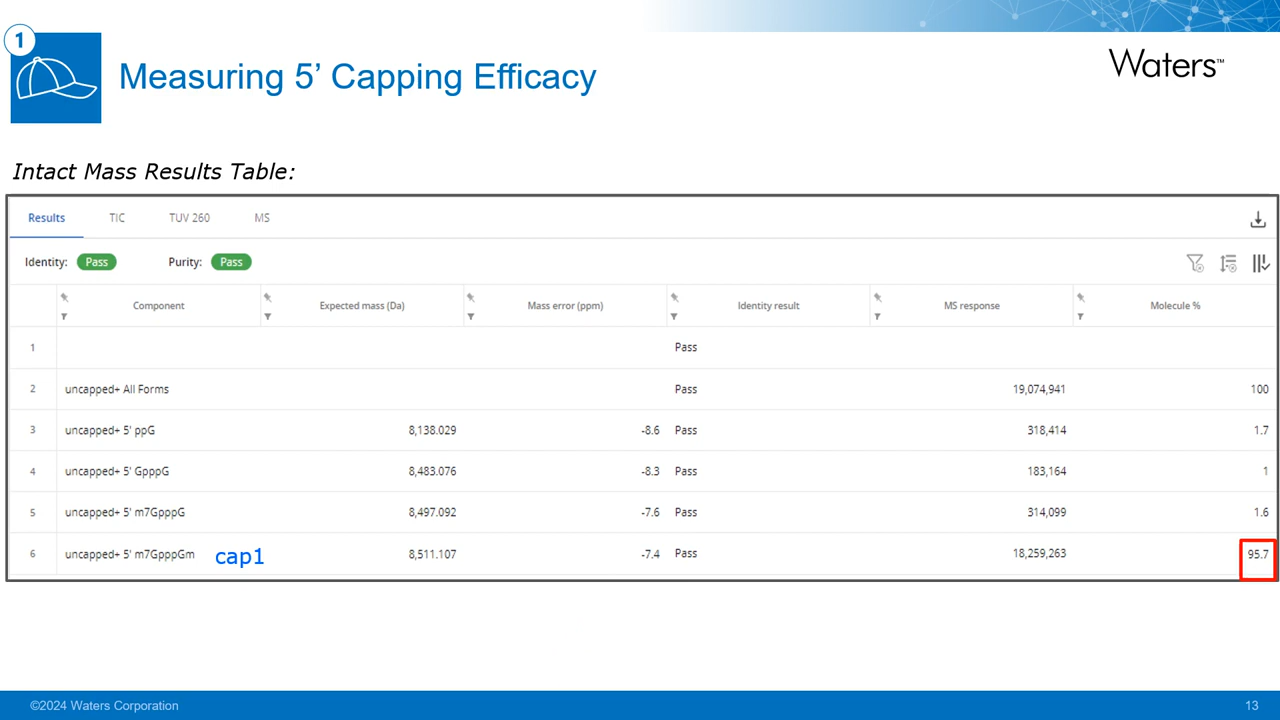 1
Measuring 5’ Capping Efficacy
Waters™
Intact Mass Results Table:
Results TIC TUV 260 MS
Identity: Pass Purity: Pass
Component Expected mass (Da) Mass error (ppm) Identity result MS response Molecule %
1 Pass
2 uncapped+ All Forms Pass 19,074,941 100
3 uncapped+ 5' ppG 8,138.029 -8.6 Pass 318,414 1.7
4 uncapped+ 5' GpppG 8,483.076 -8.3 Pass 183,164 1
5 uncapped+ 5' m7GpppG 8,497.092 -7.6 Pass 314,099 1.6
6 uncapped+ 5' m7GpppGm cap1 8,511.107 -7.4 Pass 18,259,263 95.7
©2024 Waters Corporation 13